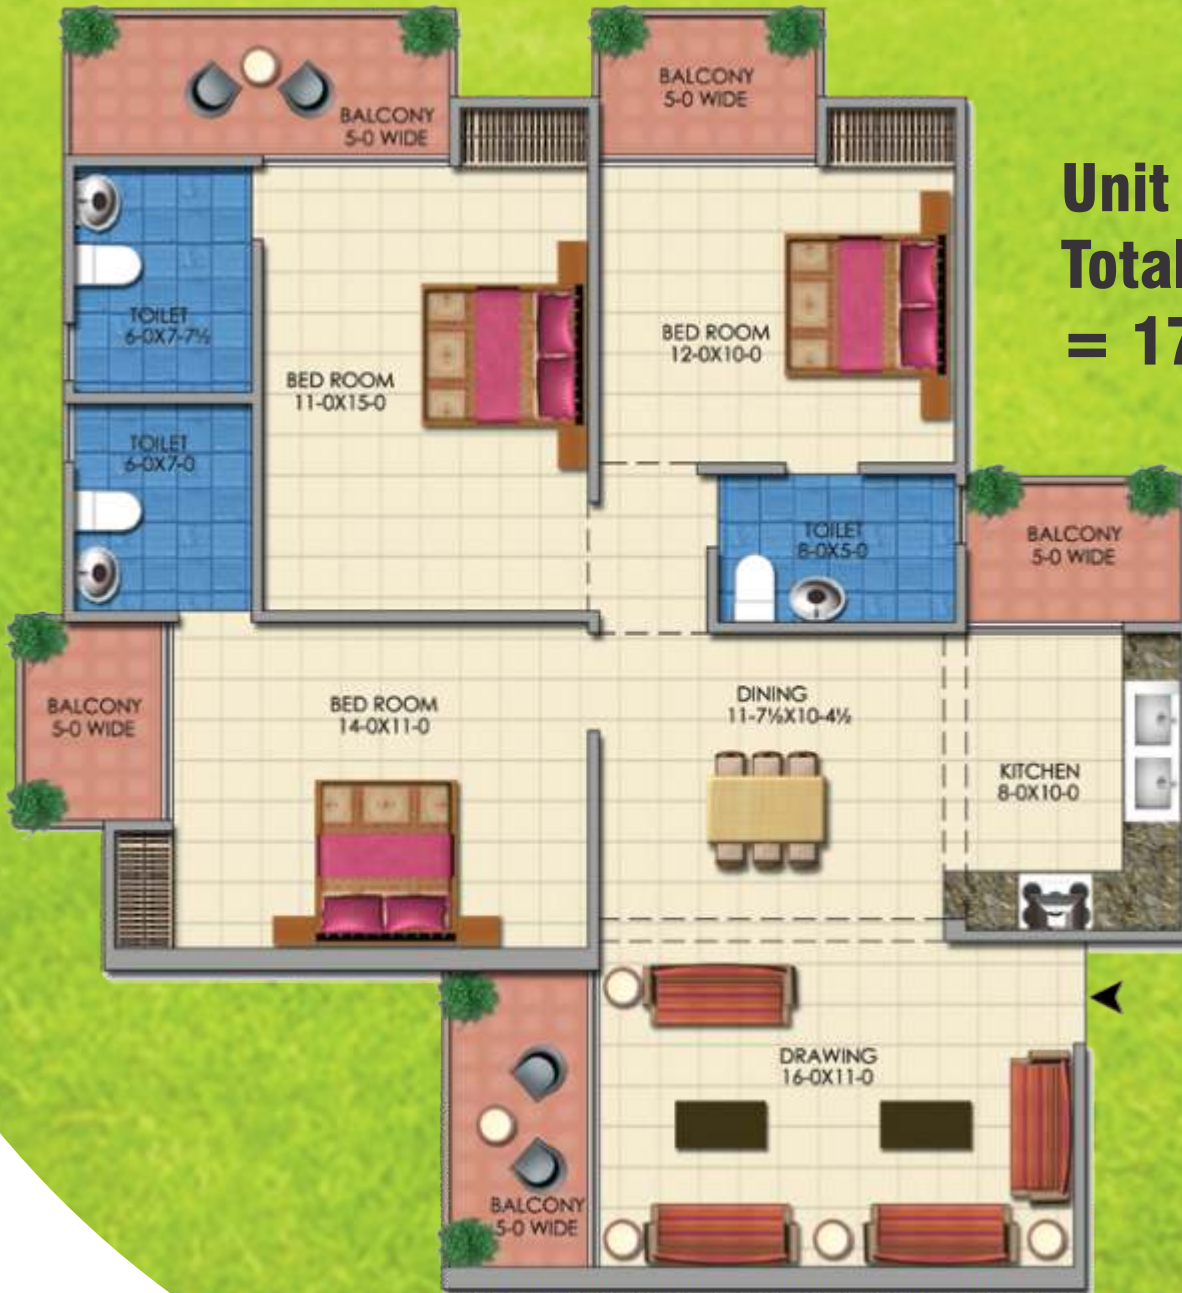 BALCONY
5-0 WIDE
BALCONY
5-0 WIDE
Unit
Total
= 17
TOILET
6-0X7-7½
BED ROOM
11-0X15-0
BED ROOM
12-0X10-0
TOILET
6-0X7-0
TOILET
8-0X5-0
BALCONY
5-0 WIDE
BALCONY
5-0 WIDE
BED ROOM
14-0X11-0
DINING
11-7½X10-4½
KITCHEN
8-0X10-0
DRAWING
16-0X11-0
BALCONY
5-0 WIDE